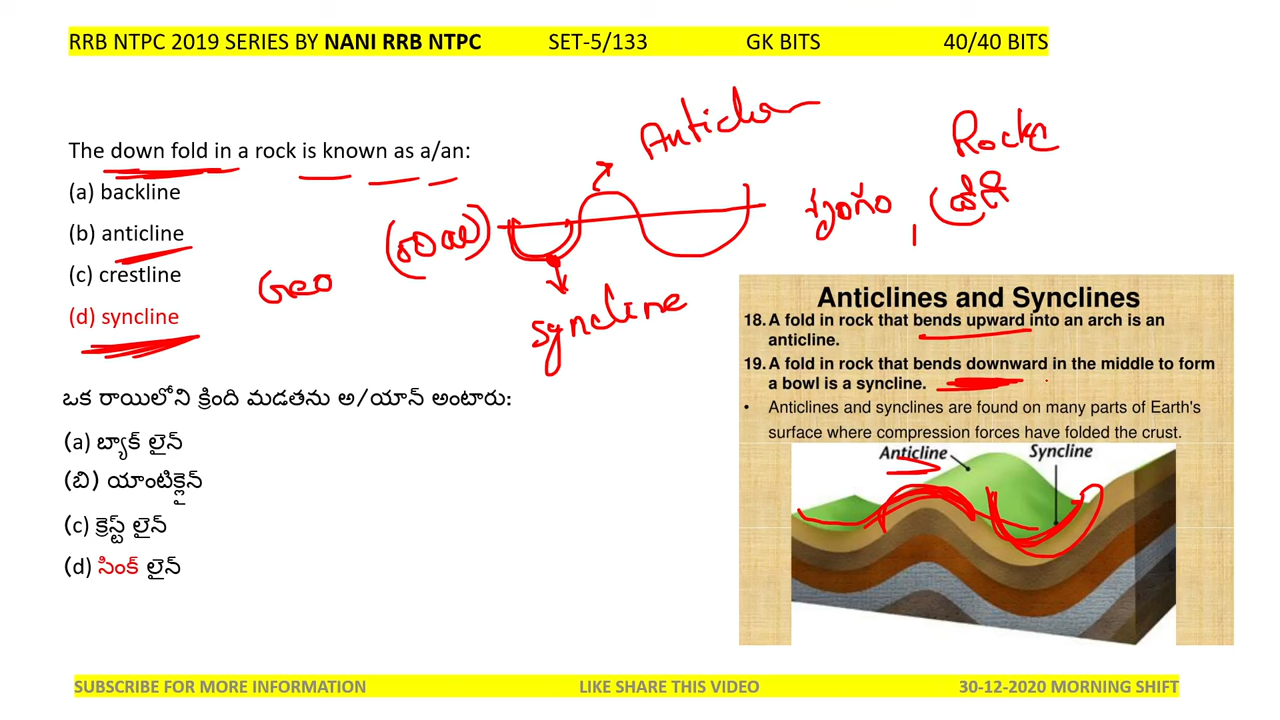 RRB NTPC 2019 SERIES BY NANI RRB NTPC SET-5/133 GK BITS 40/40 BITS
The down fold in a rock is known as a/an:
(a) backline
(b) anticline
(c) crestline
(d) syncline
ఒక రాయిలోని క్రింది మడతను అ/యాన్ అంటారు:
(a) బ్యాక్ లైన్
(బి) యాంటిక్లైన్
(c) క్రెస్ట్ లైన్
(d) సింక్ లైన్
syncline
Anticlines and Synclines
18. A fold in rock that bends upward into an arch is an
anticline.
19. A fold in rock that bends downward in the middle to form
a bowl is a syncline.
• Anticlines and synclines are found on many parts of Earth's
surface where compression forces have folded the crust.
Anticline Syncline
SUBSCRIBE FOR MORE INFORMATION LIKE SHARE THIS VIDEO 30-12-2020 MORNING SHIFT